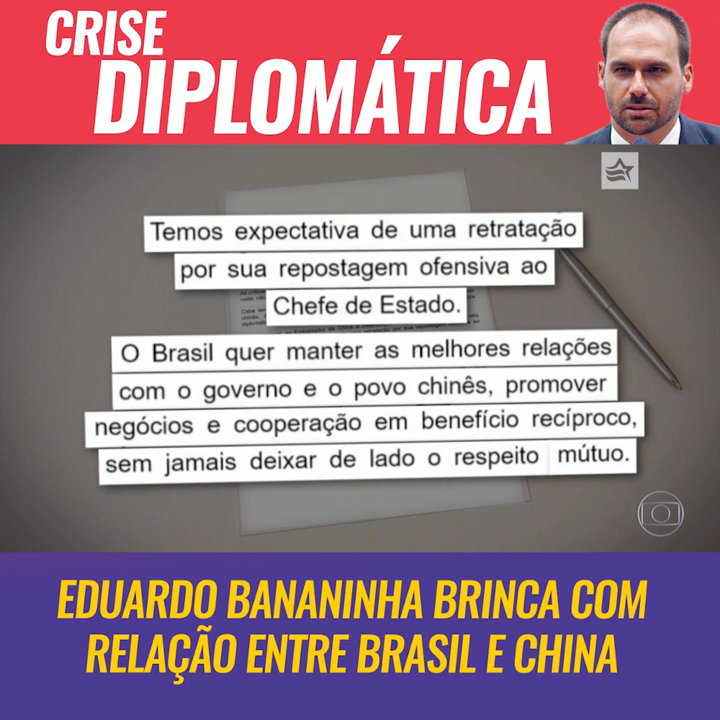 CRISE
DIPLOMÁTICA
Temos expectativa de uma retratação
por sua repostagem ofensiva ao
Chefe de Estado.
O Brasil quer manter as melhores relações
com o governo e o povo chinês, promover
negócios e cooperação em benefício recíproco,
sem jamais deixar de lado o respeito mútuo.
EDUARDO BANANINHA BRINCA COM
RELAÇÃO ENTRE BRASIL E CHINA